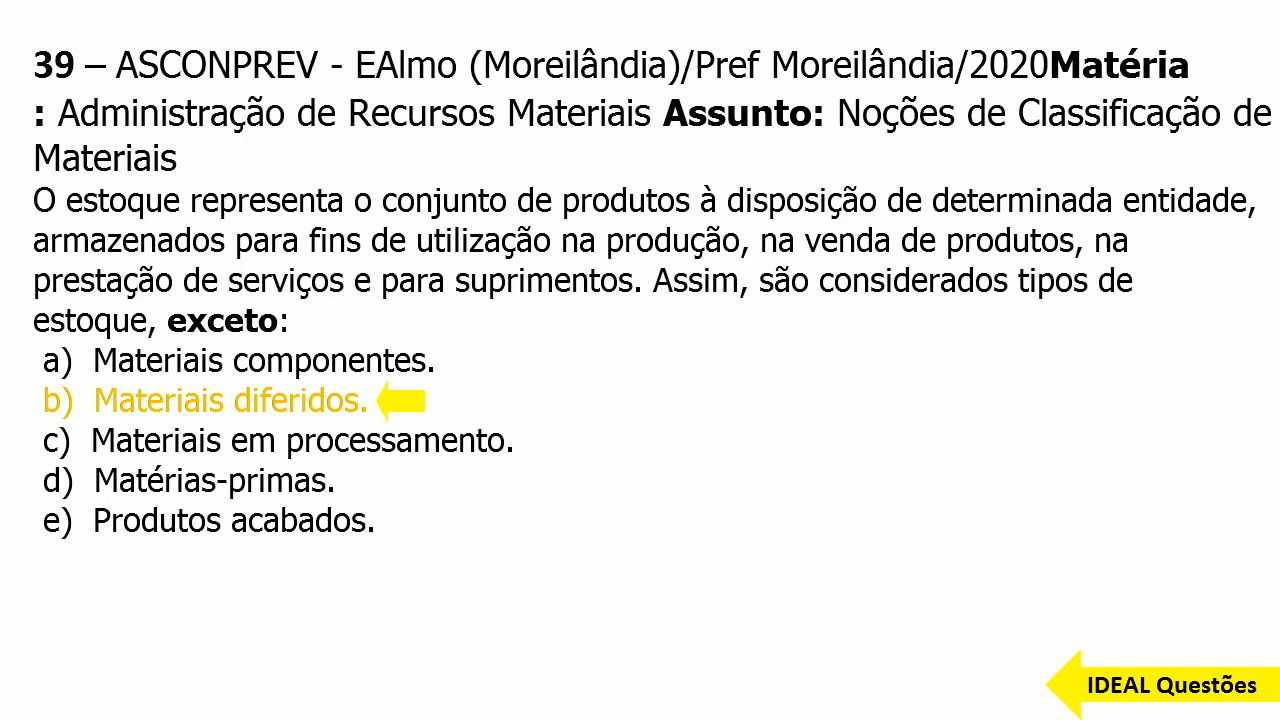 39 – ASCONPREV - EAlmo (Moreilândia)/Pref Moreilândia/2020Matéria
: Administração de Recursos Materiais Assunto: Noções de Classificação de
Materiais
O estoque representa o conjunto de produtos à disposição de determinada entidade,
armazenados para fins de utilização na produção, na venda de produtos, na
prestação de serviços e para suprimentos. Assim, são considerados tipos de
estoque, exceto:
a) Materiais componentes.
b) Materiais diferidos.
c) Materiais em processamento.
d) Matérias-primas.
e) Produtos acabados.
IDEAL Questões